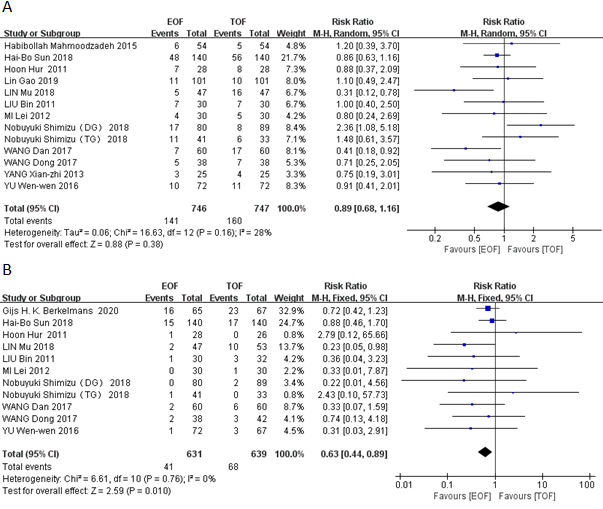 A
EOF TOF Risk Ratio Risk Ratio
Study or Subgroup Events Total Events Total Weight M-H, Random, 95% CI M-H, Random, 95% CI
Habibollah Mahmoodzadeh 2015 6 54 5 54 4.8% 1.20 [0.39, 3.70]
Hai-Bo Sun 2018 48 140 56 140 21.7% 0.86 [0.63, 1.16]
Hoon Hur 2011 7 28 8 28 7.3% 0.88 [0.37, 2.09]
Lin Gao 2019 11 101 10 101 8.0% 1.10 [0.49, 2.47]
LIN Mu 2018 5 47 16 47 6.5% 0.31 [0.12, 0.78]
LIU Bin 2011 7 30 7 30 6.9% 1.00 [0.40, 2.50]
MI Lei 2012 4 30 5 30 4.4% 0.80 [0.24, 2.69]
Nobuyuki Shimizu（DG）2018 17 80 8 89 8.5% 2.36 [1.08, 5.18]
Nobuyuki Shimizu（TG）2018 11 41 6 33 7.4% 1.48 [0.61, 3.57]
WANG Dan 2017 7 60 17 60 8.2% 0.41 [0.18, 0.92]
WANG Dong 2017 5 38 7 38 5.4% 0.71 [0.25, 2.05]
YANG Xian-zhi 2013 3 25 4 25 3.5% 0.75 [0.19, 3.01]
YU Wen-wen 2016 10 72 11 72 7.5% 0.91 [0.41, 2.01]
Total (95% CI) 746 747 100.0% 0.89 [0.68, 1.16]
Total events 141 160
Heterogeneity: Tau² = 0.06; Chi² = 16.63, df = 12 (P = 0.16); I² = 28%
Test for overall effect: Z = 0.88 (P = 0.38)
0.2 0.5 1 2 5
Favours [EOF] Favours [TOF]
B
EOF TOF Risk Ratio Risk Ratio
Study or Subgroup Events Total Events Total Weight M-H, Fixed, 95% CI M-H, Fixed, 95% CI
Gijs H. K. Berkelmans 2020 16 65 23 67 32.9% 0.72 [0.42, 1.23]
Hai-Bo Sun 2018 15 140 17 140 24.7% 0.88 [0.46, 1.70]
Hoon Hur 2011 1 28 0 26 0.8% 2.79 [0.12, 65.66]
LIN Mu 2018 2 47 10 53 13.7% 0.23 [0.05, 0.98]
LIU Bin 2011 1 30 3 32 4.2% 0.36 [0.04, 3.23]
MI Lei 2012 0 30 1 30 2.2% 0.33 [0.01, 7.87]
Nobuyuki Shimizu（DG）2018 0 80 2 89 3.4% 0.22 [0.01, 4.56]
Nobuyuki Shimizu（TG）2018 1 41 0 33 0.8% 2.43 [0.10, 57.73]
WANG Dan 2017 2 60 6 60 8.7% 0.33 [0.07, 1.59]
WANG Dong 2017 2 38 3 42 4.1% 0.74 [0.13, 4.18]
YU Wen-wen 2016 1 72 3 67 4.5% 0.31 [0.03, 2.91]
Total (95% CI) 631 639 100.0% 0.63 [0.44, 0.89]
Total events 41 68
Heterogeneity: Chi² = 6.61, df = 10 (P = 0.76); I² = 0%
Test for overall effect: Z = 2.59 (P = 0.010)
0.01 0.1 1 10 100
Favours [EOF] Favours [TOF]